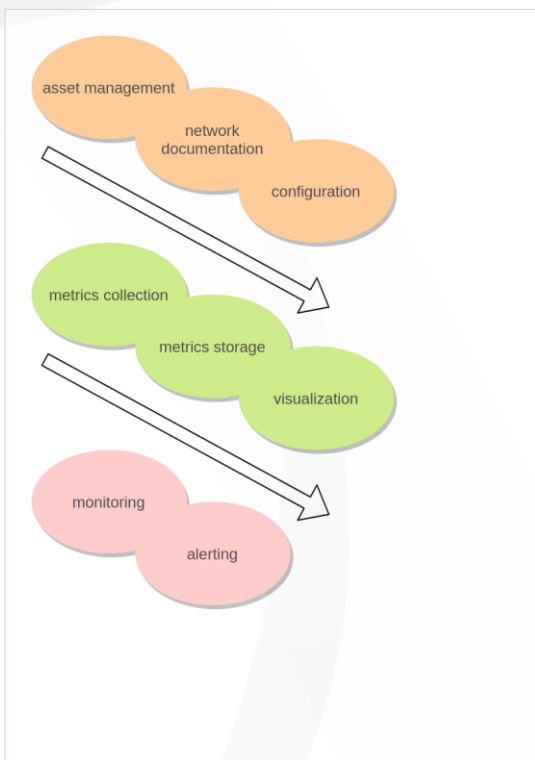 asset management
network
documentation
configuration
metrics collection
metrics storage
visualization
monitoring
alerting